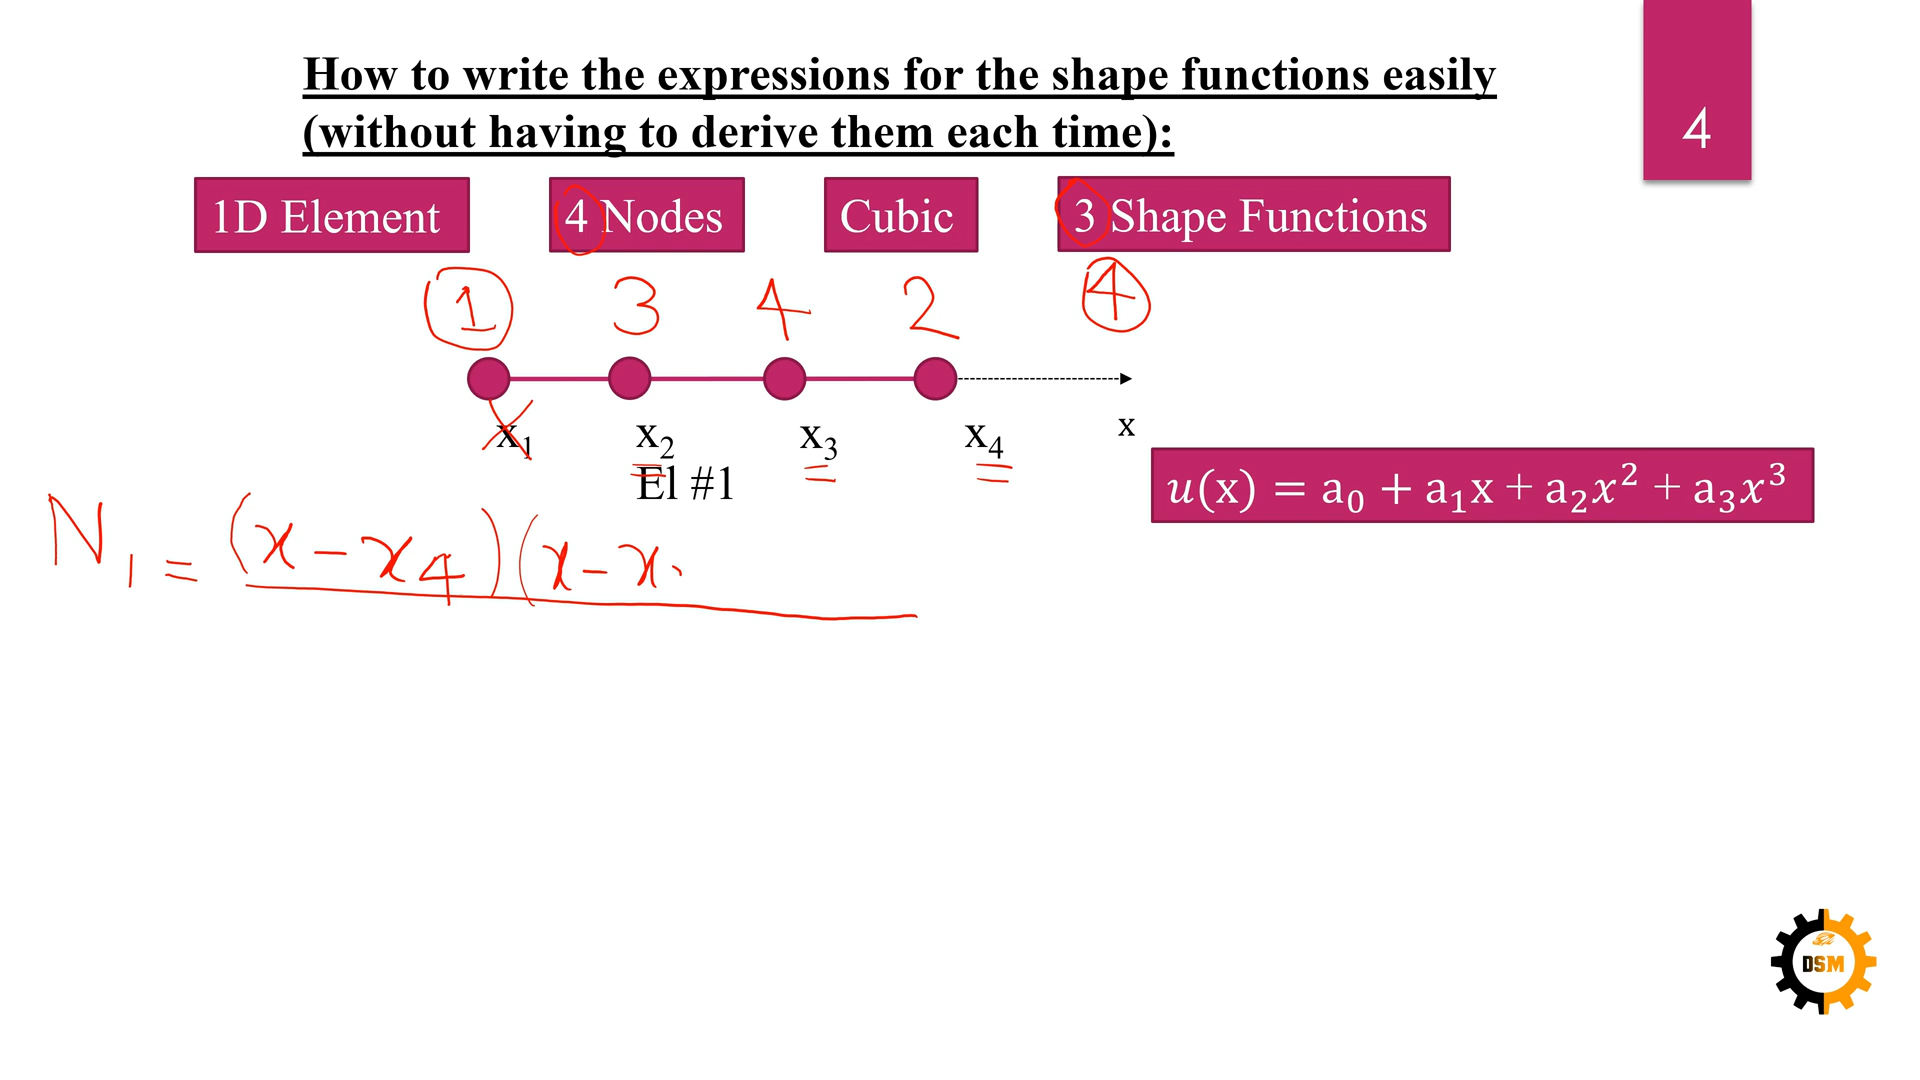 How to write the expressions for the shape functions easily
(without having to derive them each time):
4
1D Element
4 Nodes
Cubic
3 Shape Functions
1 3 4 2 4
x1 x2 x3 x4 x
El #1
u(x) = a₀ + a₁x + a₂x² + a₃x³
N₁ = (x - x₄)(x - x
DSM